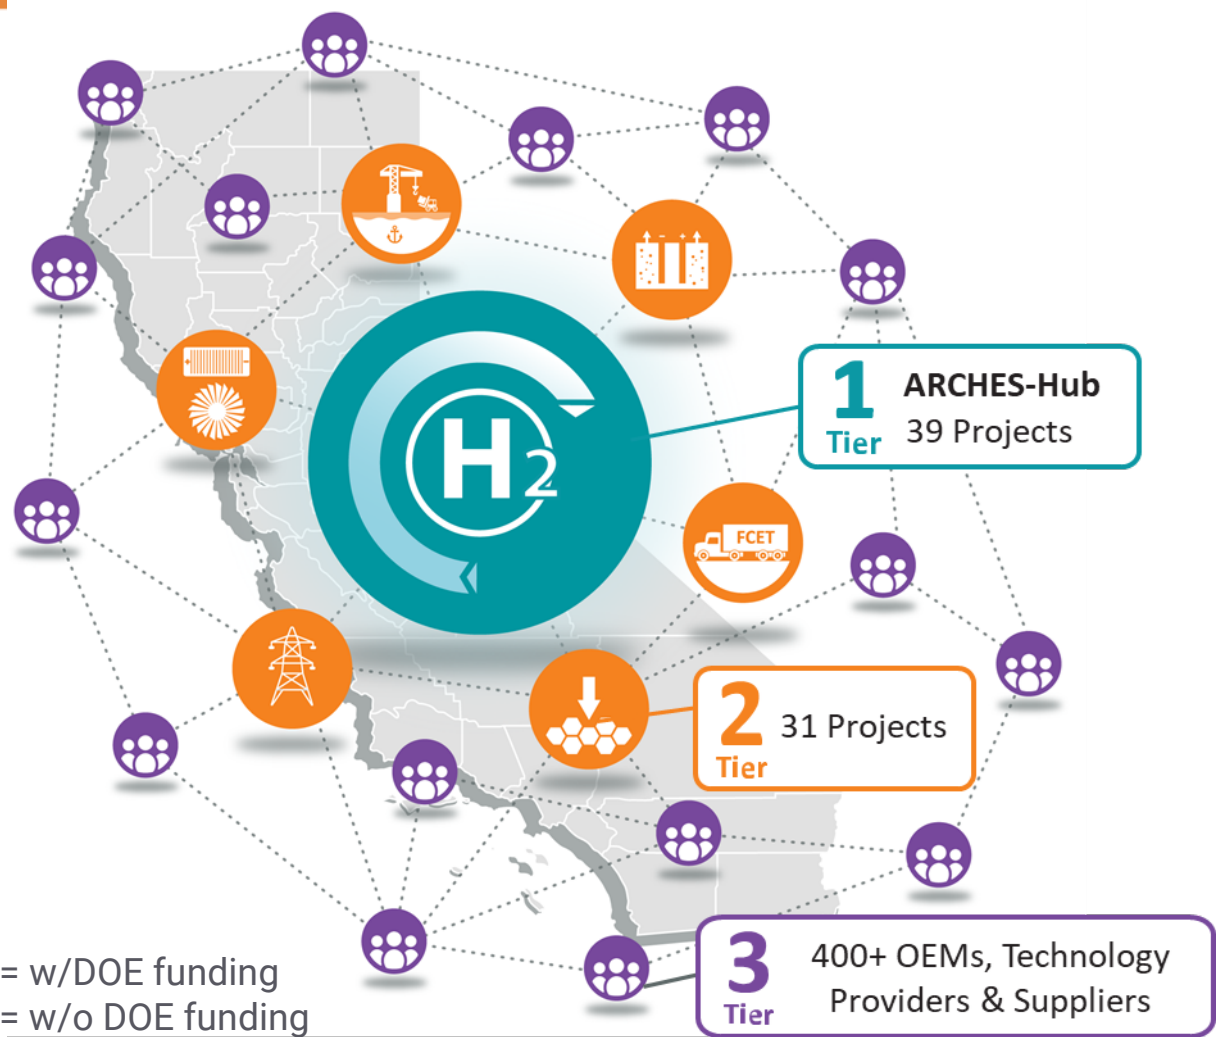 H2
1
Tier
ARCHES-Hub
39 Projects
FCET
2
Tier
31 Projects
3
Tier
400+ OEMs, Technology
Providers & Suppliers
= w/DOE funding
= w/o DOE funding